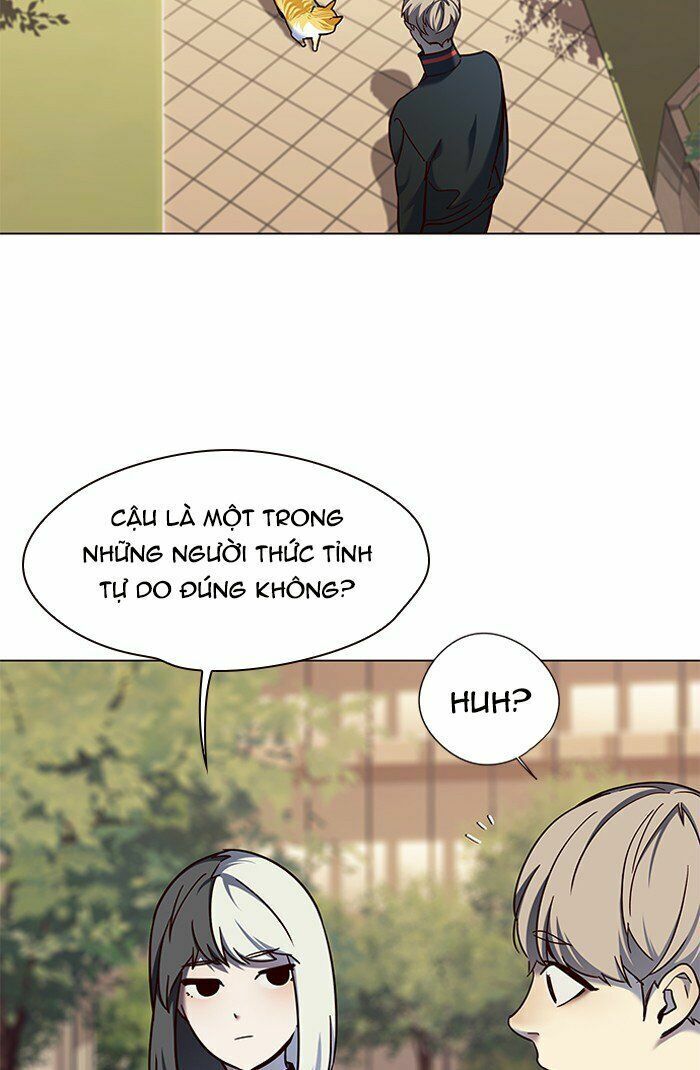 CẬU LÀ MỘT TRONG
NHỮNG NGƯỜI THỨC TỈNH
TỰ DO ĐÚNG KHÔNG?
HUH?